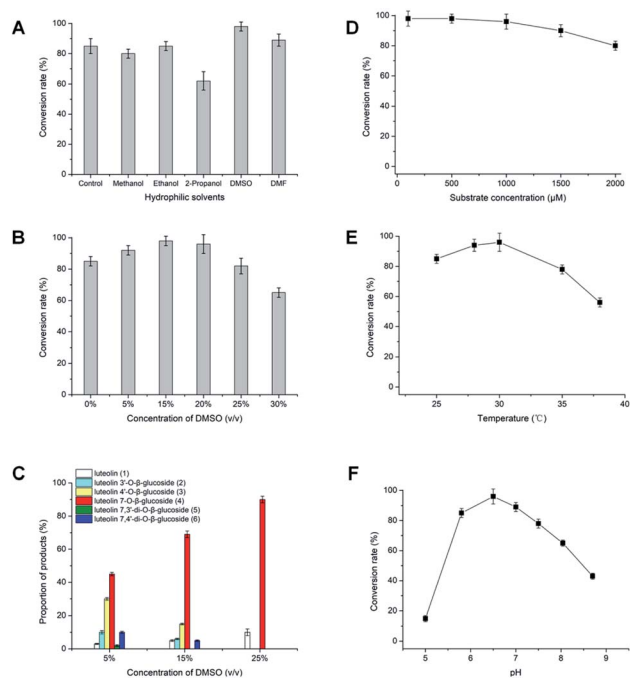 A
Conversion rate (%)
100
80
60
40
20
0
Control Methanol Ethanol 2-Propanol DMSO DMF
Hydrophilic solvents
B
Conversion rate (%)
100
80
60
40
20
0
0% 5% 15% 20% 25% 30%
Concentration of DMSO (v/v)
C
luteolin (1)
luteolin 3'-O-β-glucoside (2)
luteolin 4'-O-β-glucoside (3)
luteolin 7-O-β-glucoside (4)
luteolin 7,3'-di-O-β-glucoside (5)
luteolin 7,4'-di-O-β-glucoside (6)
Proportion of products (%)
100
80
60
40
20
0
5% 15% 25%
Concentration of DMSO (v/v)
D
Conversion rate (%)
100
80
60
40
20
0
0 500 1000 1500 2000
Substrate concentration (μM)
E
Conversion rate (%)
100
80
60
40
20
0
25 30 35 40
Temperature (℃)
F
Conversion rate (%)
100
80
60
40
20
0
5 6 7 8 9
pH